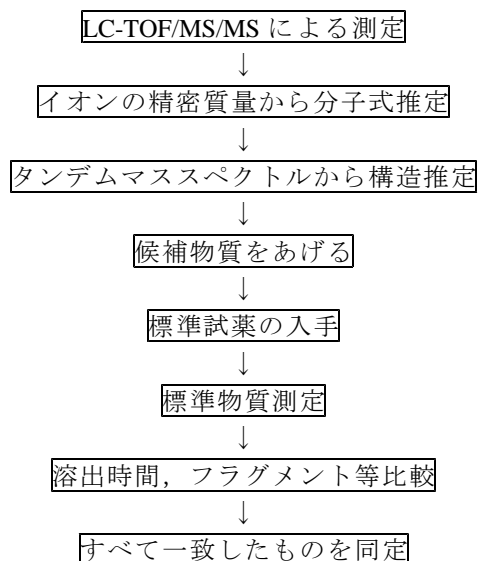 LC-TOF/MS/MS による測定
↓
イオンの精密質量から分子式推定
↓
タンデムマススペクトルから構造推定
↓
候補物質をあげる
↓
標準試薬の入手
↓
標準物質測定
↓
溶出時間，フラグメント等比較
↓
すべて一致したものを同定